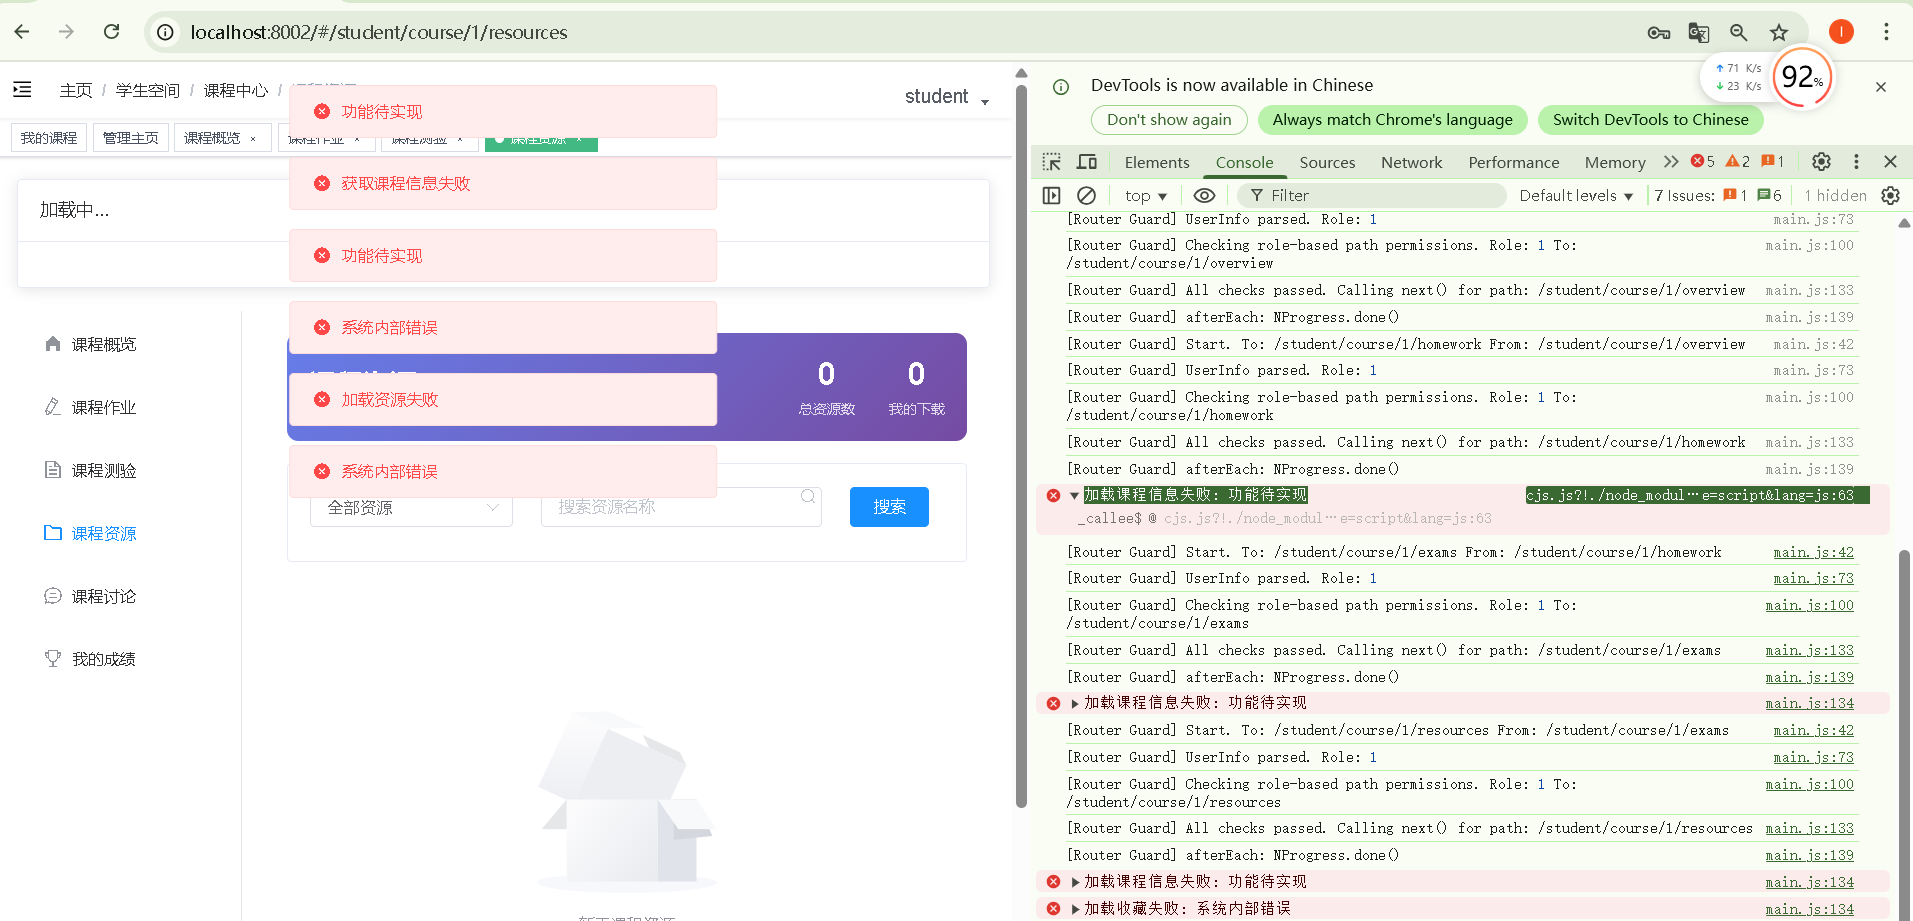 localhost:8002/#/student/course/1/resources
71 K/s
23 K/s
92%
主页 / 学生空间 / 课程中心 /
student
我的课程
管理主页
课程概览 ×
课程作业 ×
课程测验 ×
课程资源 ×
功能待实现
获取课程信息失败
功能待实现
系统内部错误
加载资源失败
系统内部错误
加载中...
课程概览
课程作业
课程测验
课程资源
课程讨论
我的成绩
0
总资源数
0
我的下载
全部资源
搜索资源名称
搜索
DevTools is now available in Chinese
Don't show again
Always match Chrome's language
Switch DevTools to Chinese
Elements Console Sources Network Performance Memory 5 2 1
top Filter Default levels 7 Issues: 1 6 1 hidden
[Router Guard] UserInfo parsed. Role: 1 main.js:73
[Router Guard] Checking role-based path permissions. Role: 1 To: main.js:100
/student/course/1/overview
[Router Guard] All checks passed. Calling next() for path: /student/course/1/overview main.js:133
[Router Guard] afterEach: NProgress.done() main.js:139
[Router Guard] Start. To: /student/course/1/homework From: /student/course/1/overview main.js:42
[Router Guard] UserInfo parsed. Role: 1 main.js:73
[Router Guard] Checking role-based path permissions. Role: 1 To: main.js:100
/student/course/1/homework
[Router Guard] All checks passed. Calling next() for path: /student/course/1/homework main.js:133
[Router Guard] afterEach: NProgress.done() main.js:139
加载课程信息失败: 功能待实现 cjs.js?!./node_modul…e=script&lang=js:63
_callee$ @ cjs.js?!./node_modul…e=script&lang=js:63
[Router Guard] Start. To: /student/course/1/exams From: /student/course/1/homework main.js:42
[Router Guard] UserInfo parsed. Role: 1 main.js:73
[Router Guard] Checking role-based path permissions. Role: 1 To: main.js:100
/student/course/1/exams
[Router Guard] All checks passed. Calling next() for path: /student/course/1/exams main.js:133
[Router Guard] afterEach: NProgress.done() main.js:139
加载课程信息失败: 功能待实现 main.js:134
[Router Guard] Start. To: /student/course/1/resources From: /student/course/1/exams main.js:42
[Router Guard] UserInfo parsed. Role: 1 main.js:73
[Router Guard] Checking role-based path permissions. Role: 1 To: main.js:100
/student/course/1/resources
[Router Guard] All checks passed. Calling next() for path: /student/course/1/resources main.js:133
[Router Guard] afterEach: NProgress.done() main.js:139
加载课程信息失败: 功能待实现 main.js:134
加载收藏失败: 系统内部错误 main.js:134